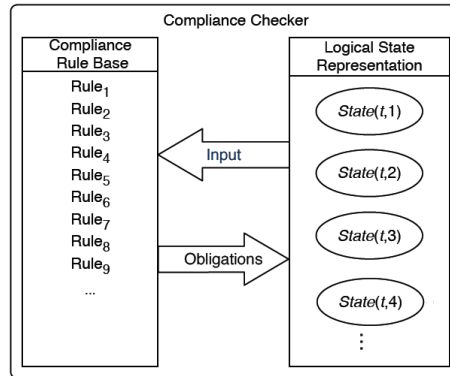 Compliance Checker
Compliance
Rule Base
Rule1
Rule2
Rule3
Rule4
Rule5
Rule6
Rule7
Rule8
Rule9
...
Input
Obligations
Logical State
Representation
State(t,1)
State(t,2)
State(t,3)
State(t,4)
⋮